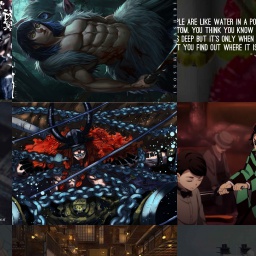 PLE ARE LIKE WATER IN A PO
TOM. YOU THINK YOU KNOW
S DEEP BUT IT'S ONLY WHEN
T YOU FIND OUT WHERE IT IS